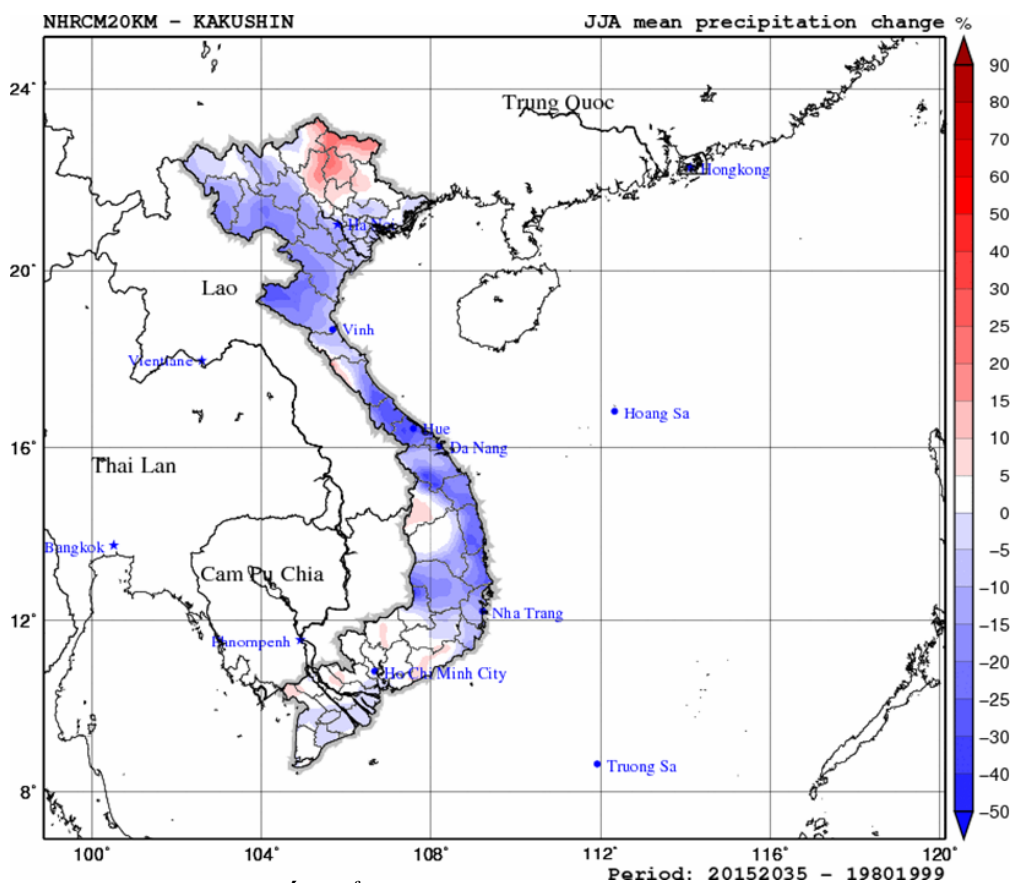 NHRCM20KM - KAKUSHIN JJA mean precipitation change %
24°
20°
16°
12°
8°
Trung Quoc
Hongkong
Ha Noi
Lao
Vinh
Vientiane
Hoang Sa
Hue
Da Nang
Thai Lan
Bangkok
Cam Pu Chia
Nha Trang
Phnompenh
Ho Chi Minh City
Truong Sa
90
80
70
60
50
40
30
25
20
15
10
5
0
-5
-10
-15
-20
-25
-30
-40
-50
100° 104° 108° 112° 116° 120°
Period: 20152035 - 19801999